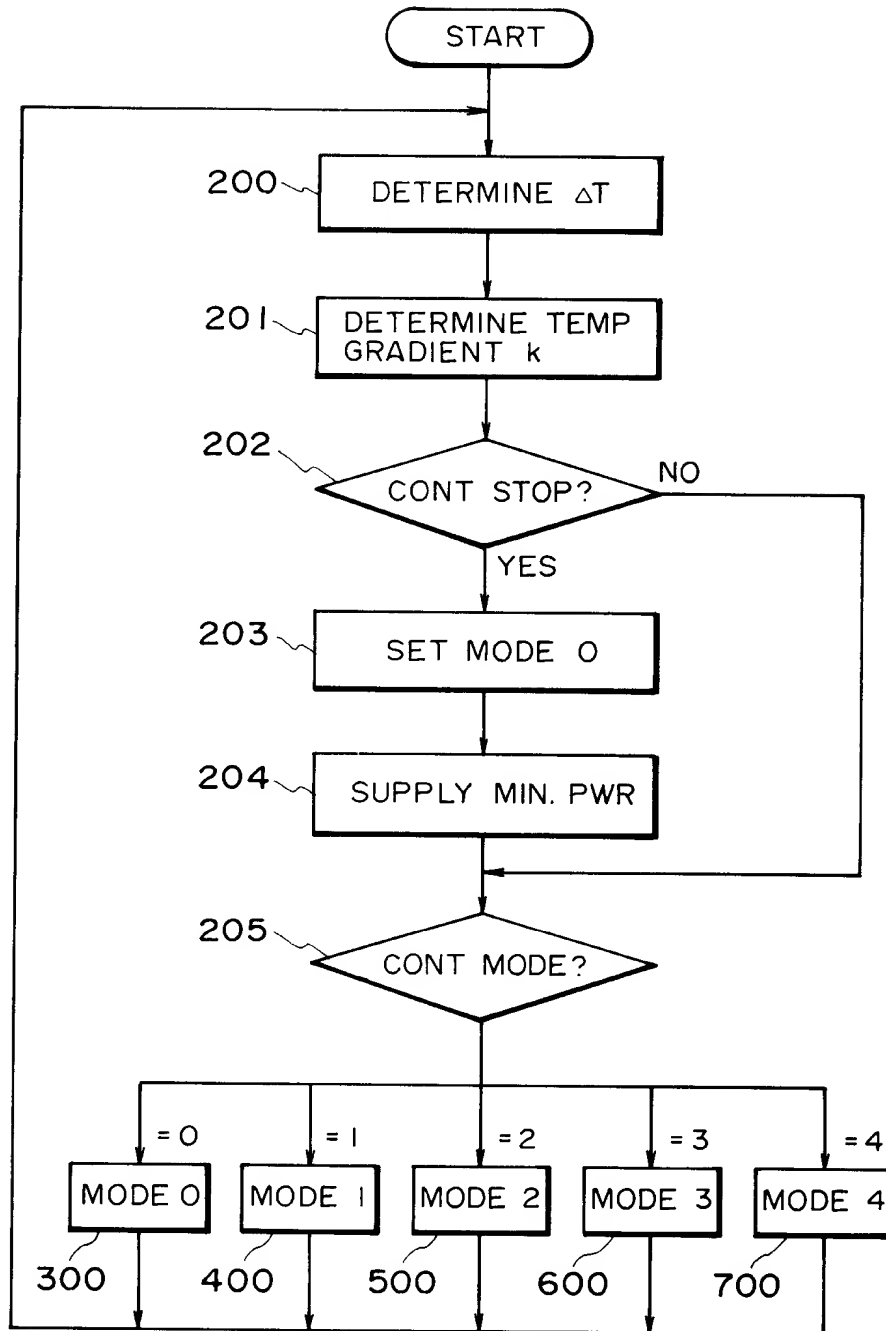 START
200
DETERMINE ΔT
201
DETERMINE TEMP
GRADIENT k
202
CONT STOP?
NO
YES
203
SET MODE 0
204
SUPPLY MIN. PWR
205
CONT MODE?
=0
=1
=2
=3
=4
MODE 0
MODE 1
MODE 2
MODE 3
MODE 4
300
400
500
600
700